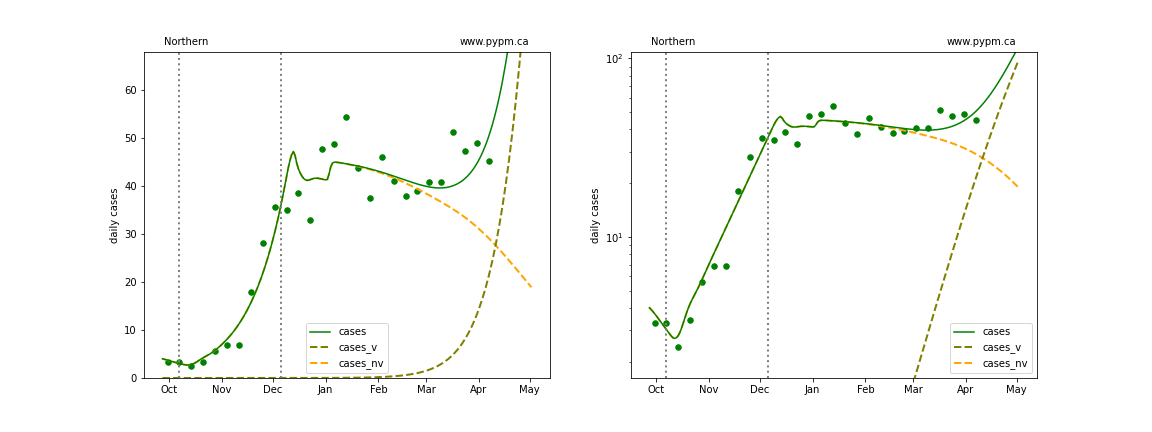 Northern www.pypm.ca
daily cases
60
50
40
30
20
10
0
Oct Nov Dec Jan Feb Mar Apr May
cases
cases_v
cases_nv
Northern www.pypm.ca
daily cases
10²
10¹
Oct Nov Dec Jan Feb Mar Apr May
cases
cases_v
cases_nv